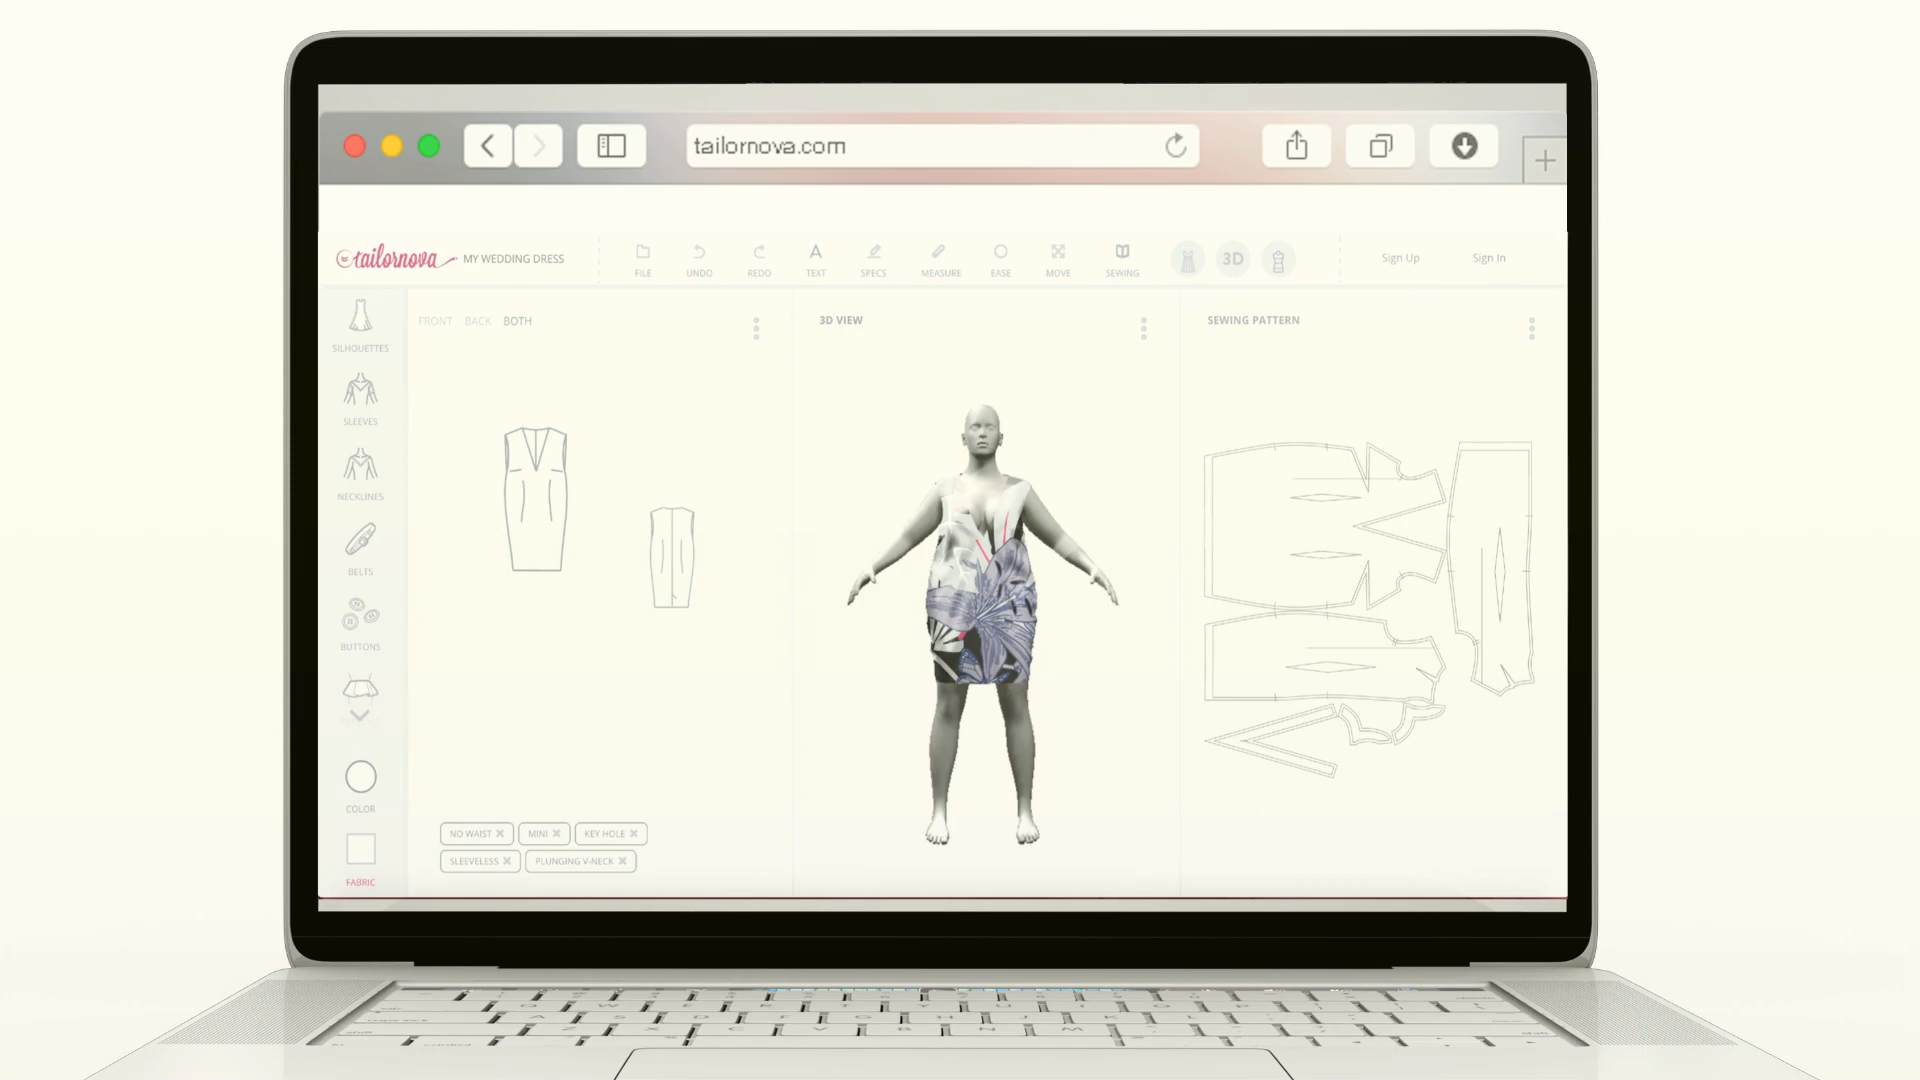 tailornova.com
tailornova MY WEDDING DRESS
FILE UNDO REDO TEXT SPECS MEASURE EASE MOVE SEWING 3D Sign Up Sign In
FRONT BACK BOTH
3D VIEW
SEWING PATTERN
SILHOUETTES
SLEEVES
NECKLINES
BELTS
BUTTONS
COLOR
FABRIC
NO WAIST MINI KEY HOLE
SLEEVELESS PLUNGING V-NECK